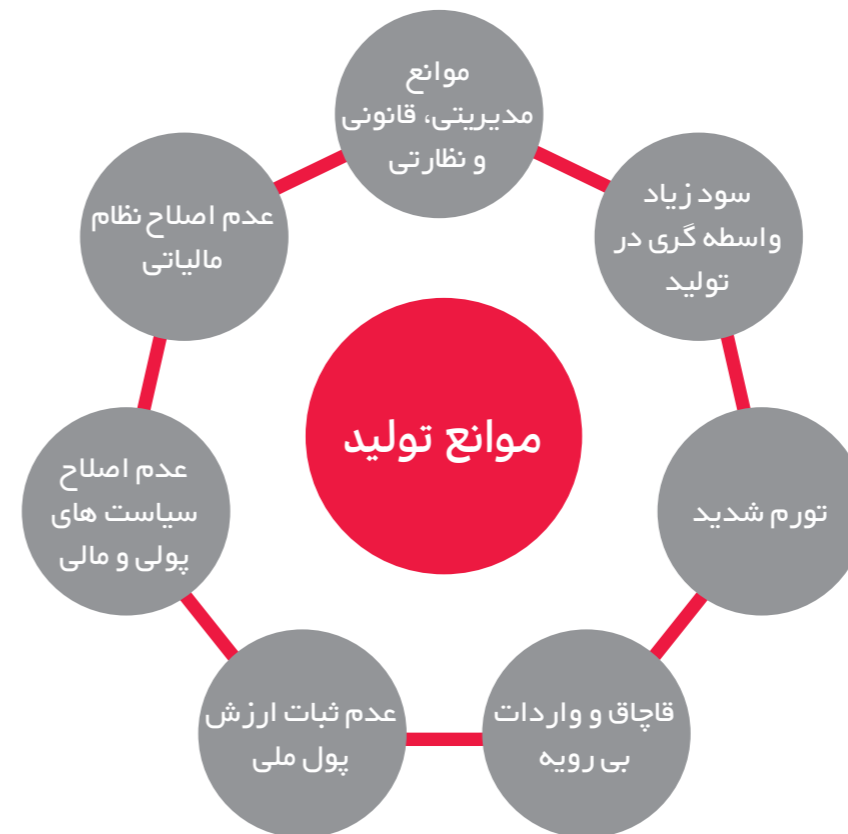 موانع
مدیریتی، قانونی
و نظارتی
سود زیاد
واسطه گری در
تولید
تورم شدید
قاچاق و واردات
بی رویه
عدم ثبات ارزش
پول ملی
عدم اصلاح
سیاست های
پولی و مالی
عدم اصلاح نظام
مالیاتی
موانع تولید